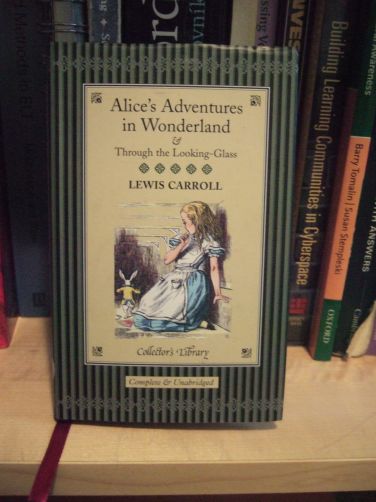 Alice's Adventures
in Wonderland
&
Through the Looking-Glass
LEWIS CARROLL
Collector's Library
Complete & Unabridged
Building Learning Communities in Cyberspace
Awareness
Barry Tomalin | Susan Stempleski
OXFORD
ANSWERS